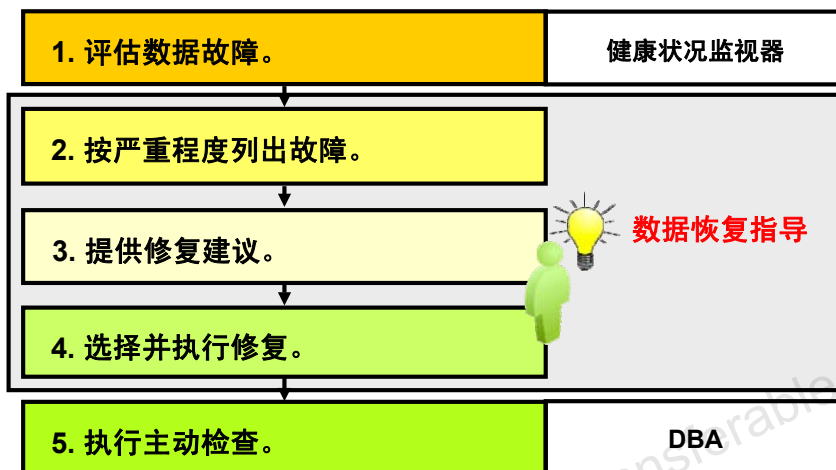 1. 评估数据故障。
健康状况监视器
2. 按严重程度列出故障。
3. 提供修复建议。
数据恢复指导
4. 选择并执行修复。
5. 执行主动检查。
DBA